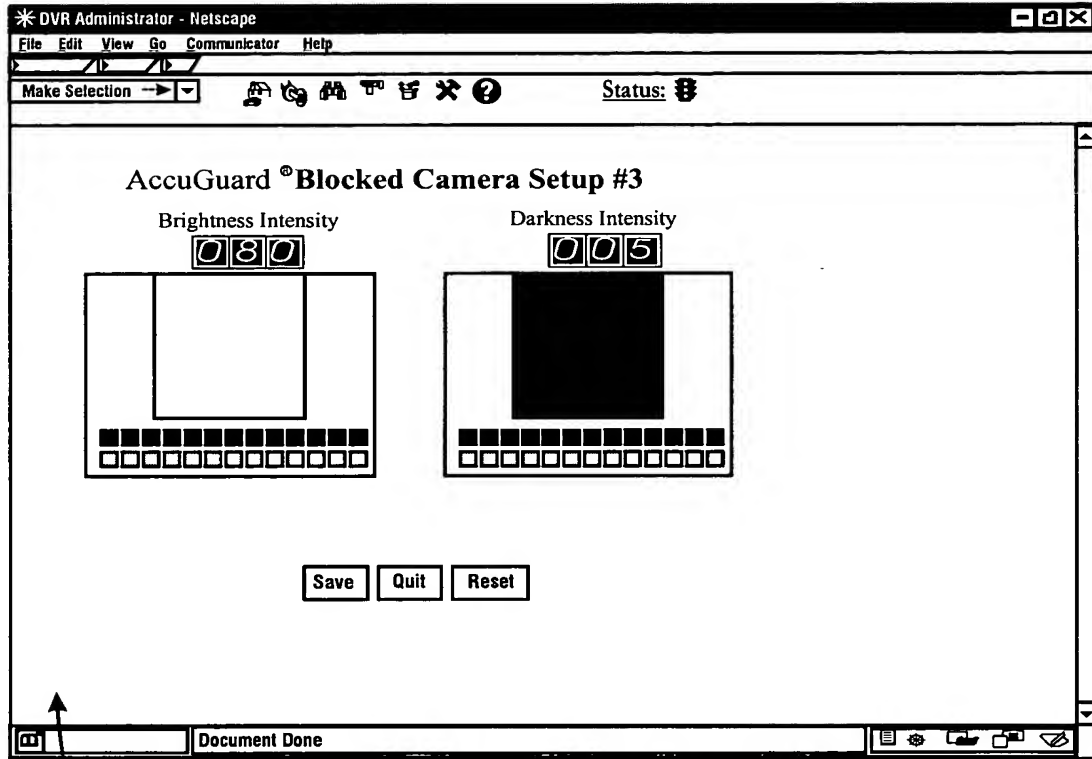 DVR Administrator - Netscape
File Edit View Go Communicator Help
Make Selection Status:
AccuGuard ®Blocked Camera Setup #3
Brightness Intensity Darkness Intensity
080 005
Save Quit Reset
Document Done